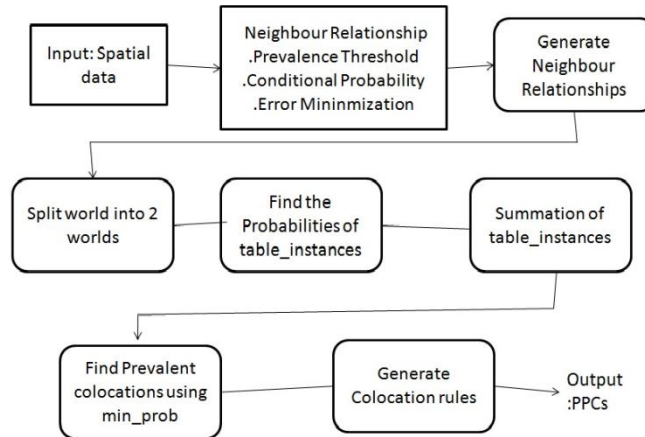 Input: Spatial
data
Neighbour Relationship
.Prevalence Threshold
.Conditional Probability
.Error Mininmization
Generate
Neighbour
Relationships
Split world into 2
worlds
Find the
Probabilities of
table_instances
Summation of
table_instances
Find Prevalent
colocations using
min_prob
Generate
Colocation rules
Output
:PPCs